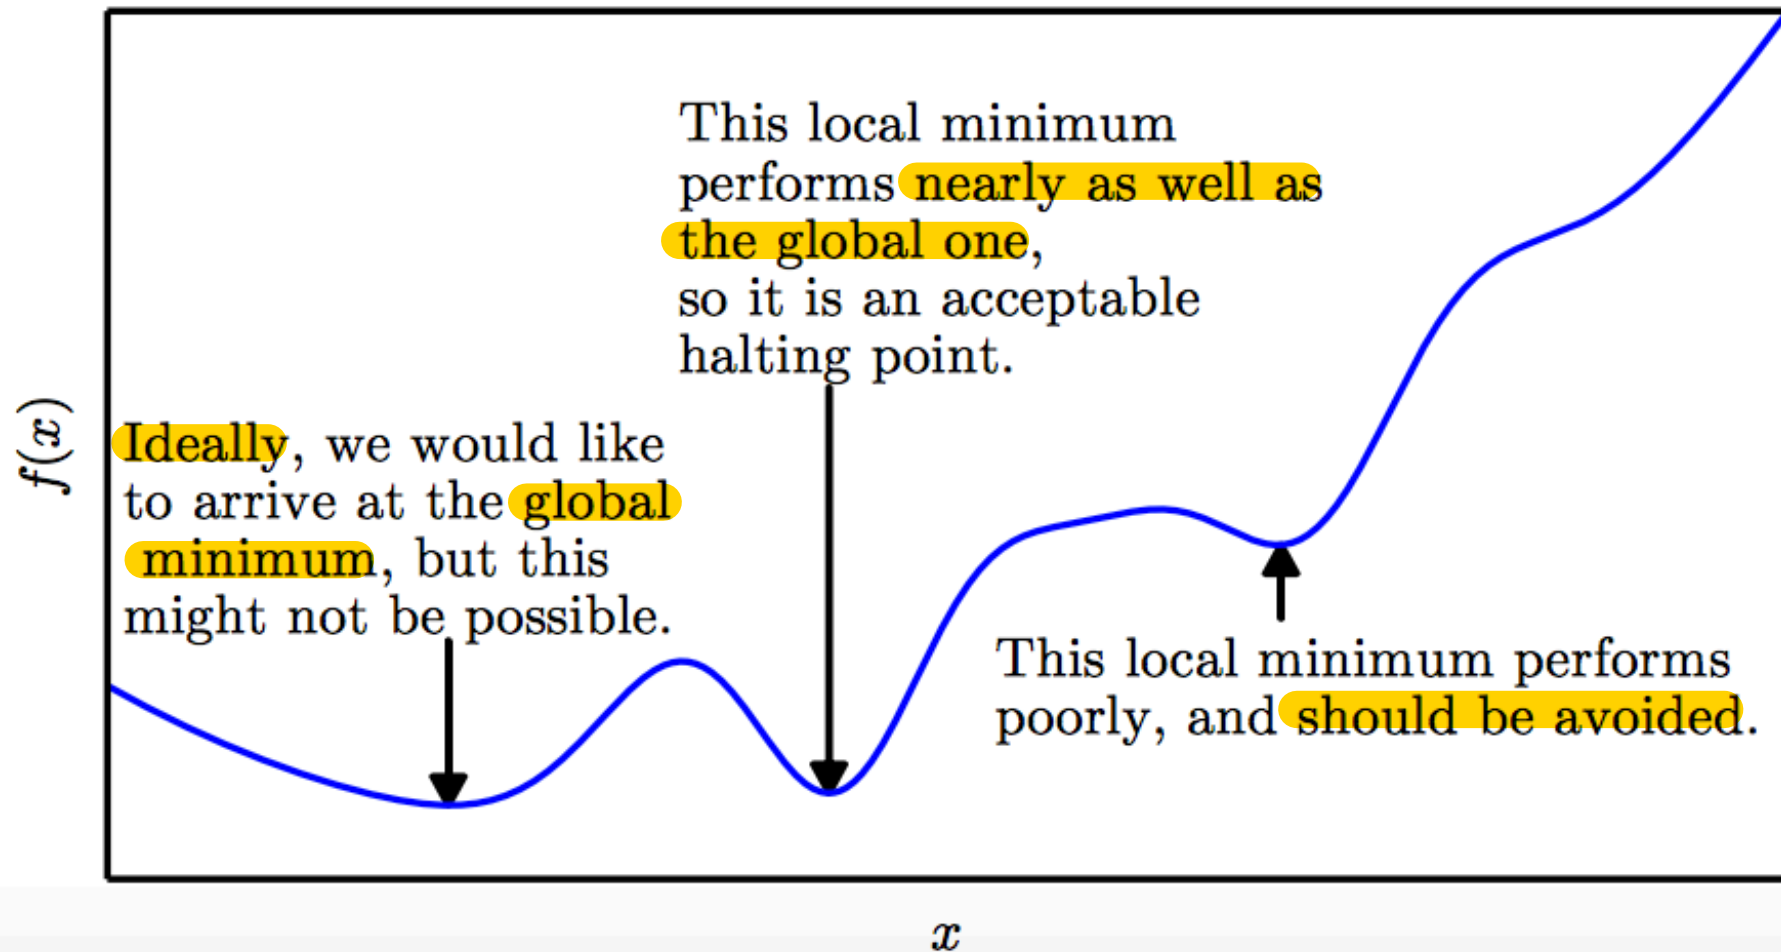 This local minimum
performs nearly as well as
the global one,
so it is an acceptable
halting point.
Ideally, we would like
to arrive at the global
minimum, but this
might not be possible.
This local minimum performs
poorly, and should be avoided.
f(x)
x